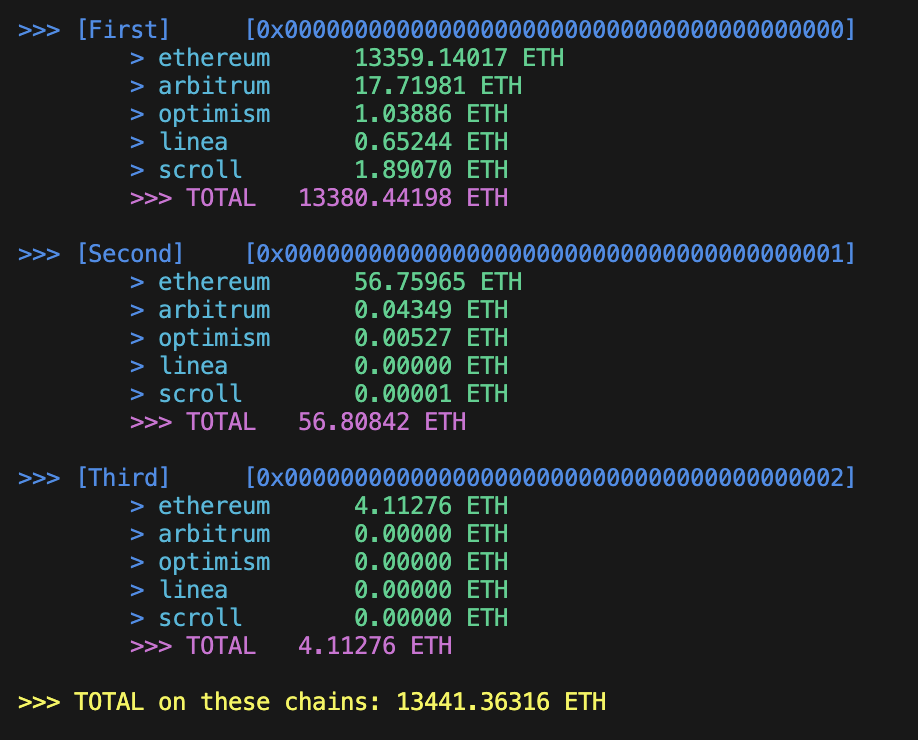 >>> [First] [0x0000000000000000000000000000000000000000]
> ethereum 13359.14017 ETH
> arbitrum 17.71981 ETH
> optimism 1.03886 ETH
> linea 0.65244 ETH
> scroll 1.89070 ETH
>>> TOTAL 13380.44198 ETH
>>> [Second] [0x0000000000000000000000000000000000000001]
> ethereum 56.75965 ETH
> arbitrum 0.04349 ETH
> optimism 0.00527 ETH
> linea 0.00000 ETH
> scroll 0.00001 ETH
>>> TOTAL 56.80842 ETH
>>> [Third] [0x0000000000000000000000000000000000000002]
> ethereum 4.11276 ETH
> arbitrum 0.00000 ETH
> optimism 0.00000 ETH
> linea 0.00000 ETH
> scroll 0.00000 ETH
>>> TOTAL 4.11276 ETH
>>> TOTAL on these chains: 13441.36316 ETH